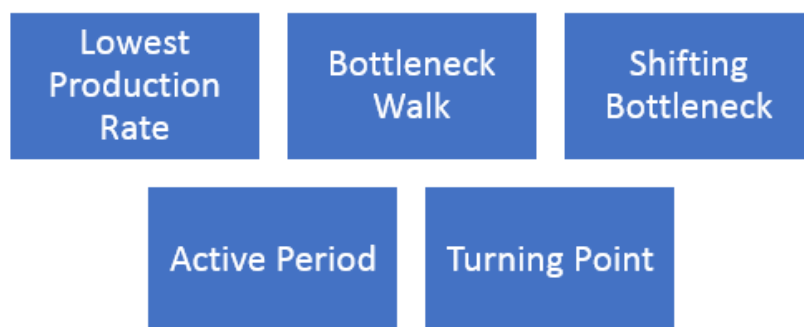 Lowest
Production
Rate
Bottleneck
Walk
Shifting
Bottleneck
Active Period
Turning Point